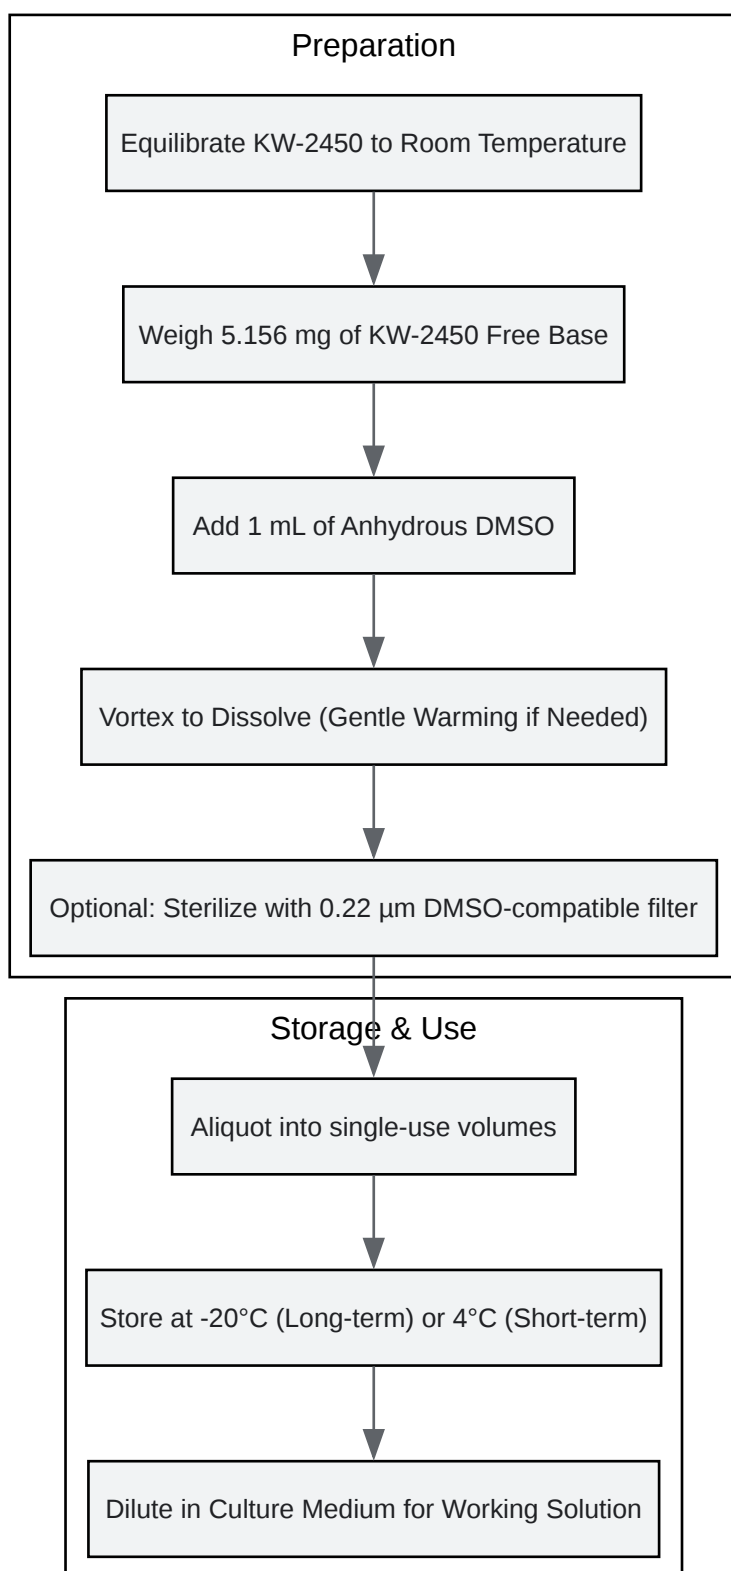 Preparation
Equilibrate KW-2450 to Room Temperature
Weigh 5.156 mg of KW-2450 Free Base
Add 1 mL of Anhydrous DMSO
Vortex to Dissolve (Gentle Warming if Needed)
Optional: Sterilize with 0.22 µm DMSO-compatible filter
Storage & Use
Aliquot into single-use volumes
Store at -20°C (Long-term) or 4°C (Short-term)
Dilute in Culture Medium for Working Solution